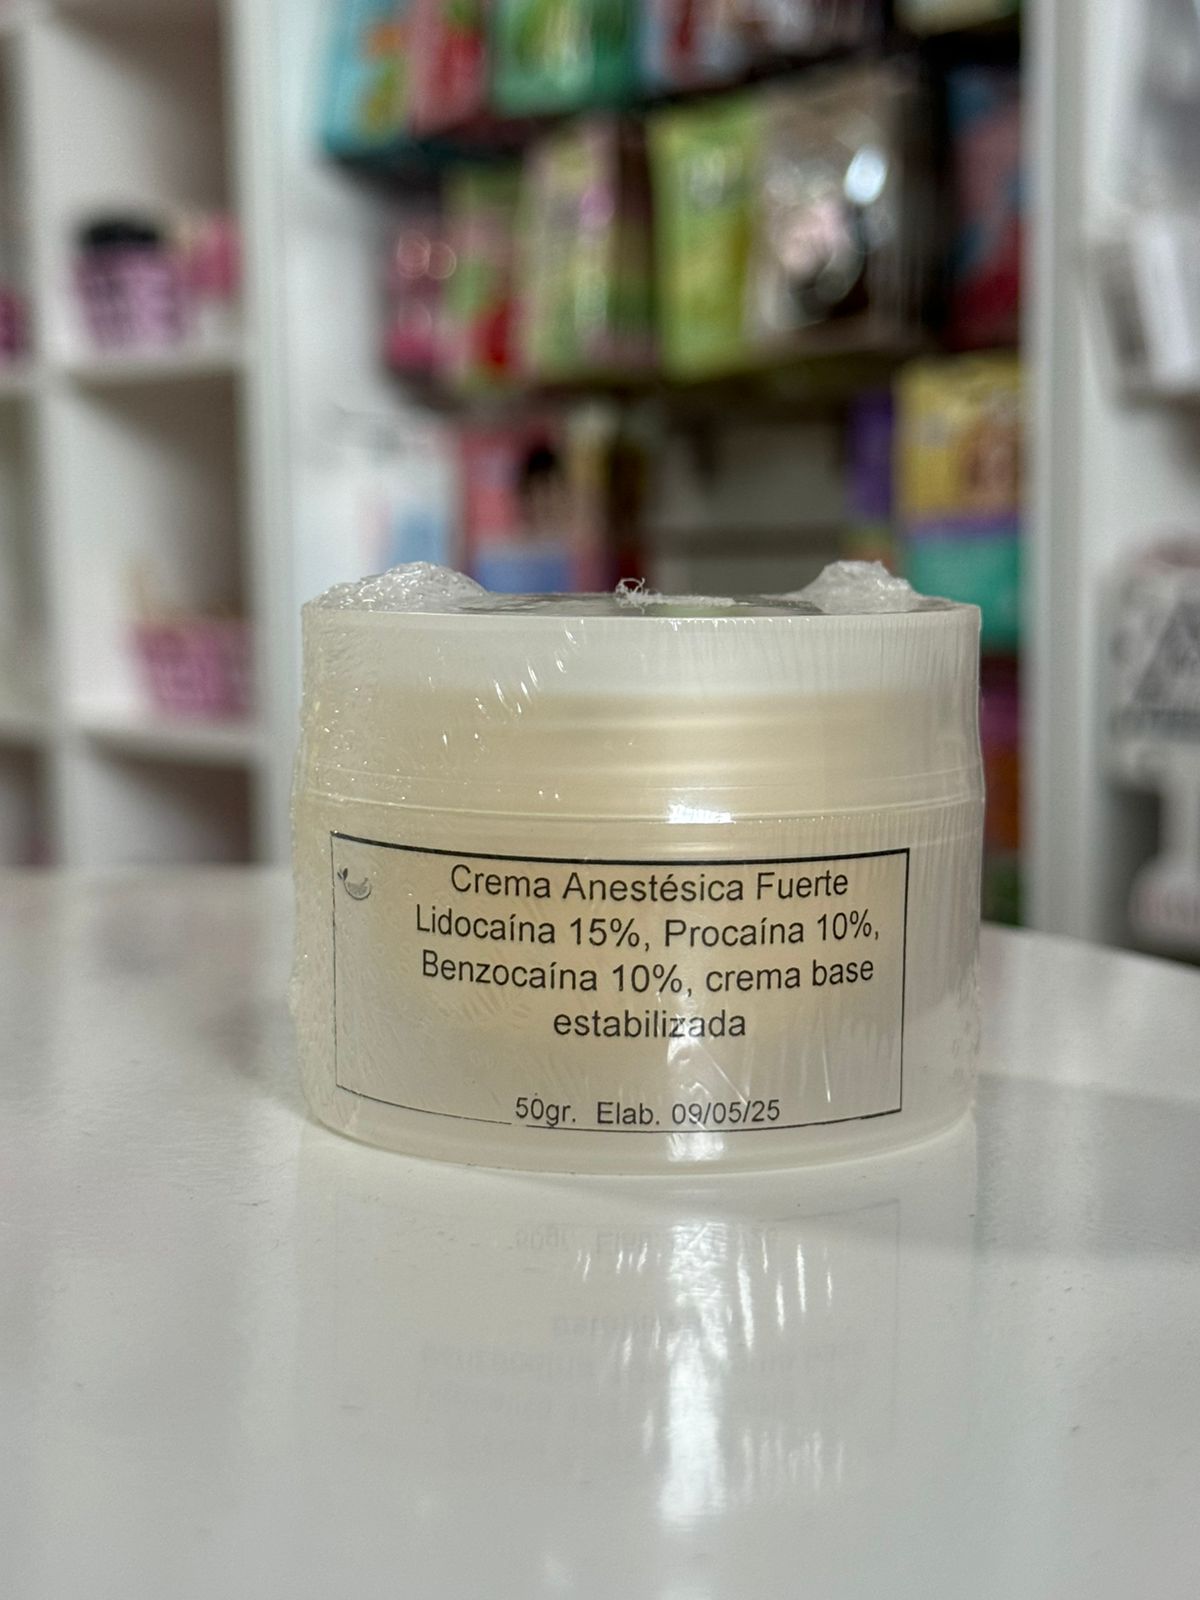 Crema Anestésica Fuerte
Lidocaína 15%, Procaína 10%,
Benzocaína 10%, crema base
estabilizada
50gr. Elab. 09/05/25